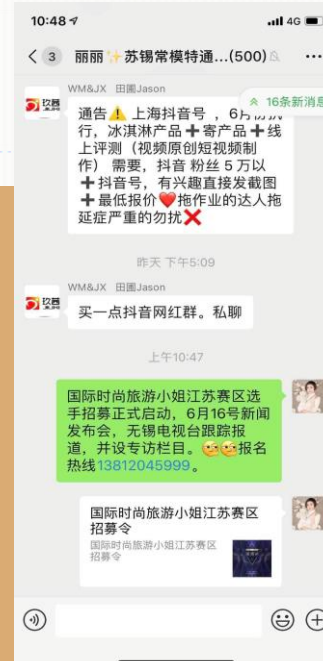 10:48
4G
3
丽丽✨苏锡常模特通...(500)
16条新消息
WM&JX 田圃Jason
通告⚠️ 上海抖音号 ，6月份执
行，冰淇淋产品➕寄产品➕线
上评测（视频原创短视频制
作） 需要，抖音 粉丝 5 万以
➕抖音号，有兴趣直接发截图
➕最低报价❤️拖作业的达人拖
延症严重的勿扰❌
昨天 下午5:09
WM&JX 田圃Jason
买一点抖音网红群。私聊
上午10:47
国际时尚旅游小姐江苏赛区选
手招募正式启动，6月16号新闻
发布会，无锡电视台跟踪报
道，并设专访栏目。🧐🧐报名
热线13812045999。
国际时尚旅游小姐江苏赛区
招募令
国际时尚旅游小姐江苏赛区
招募令